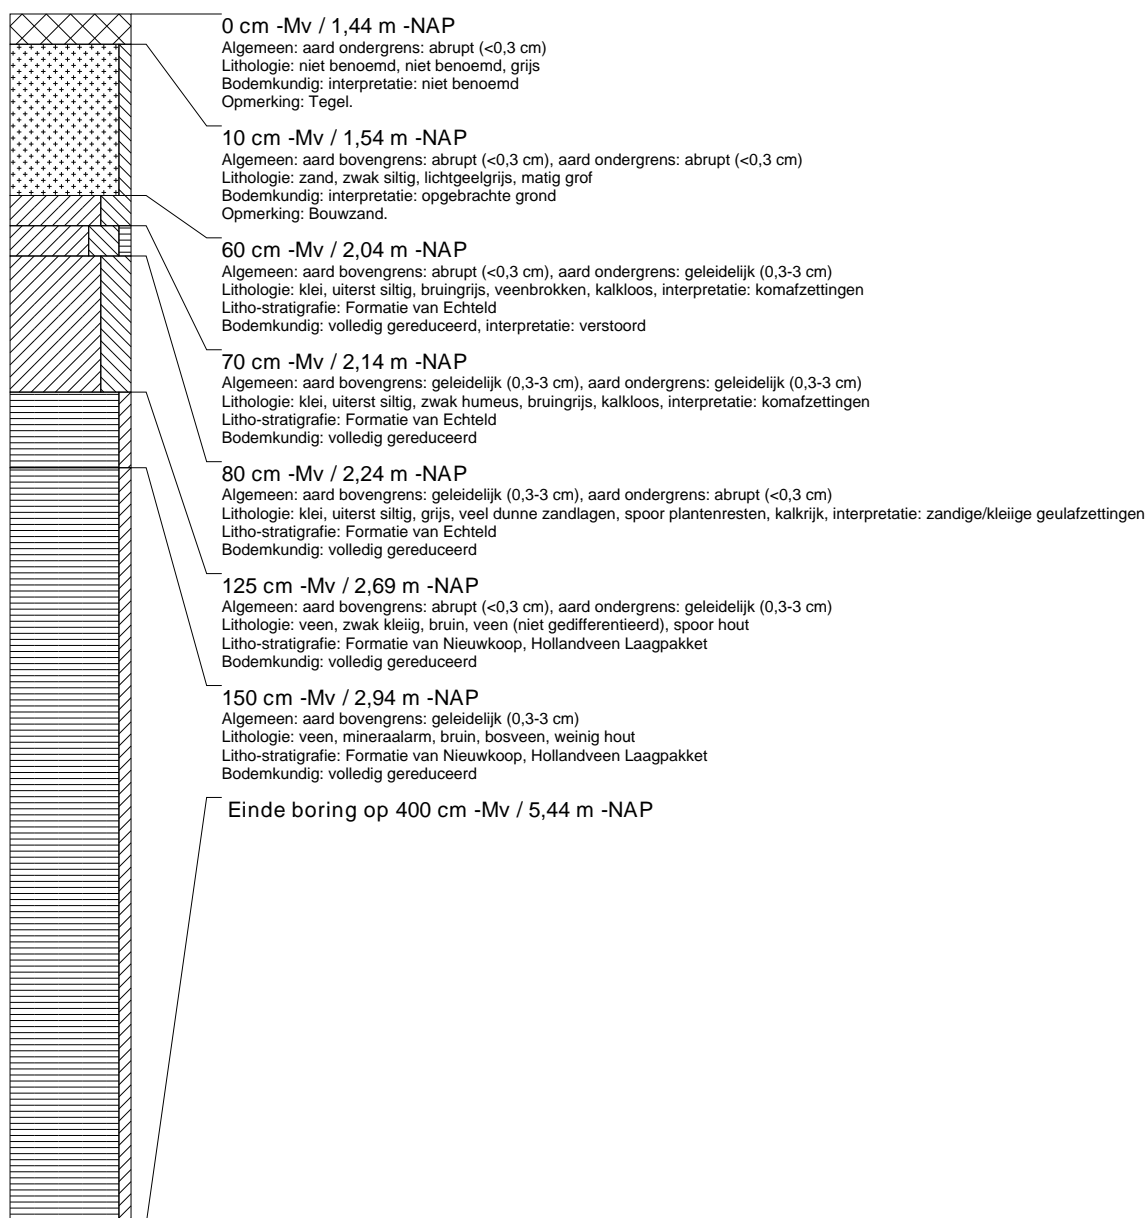 0 cm -Mv / 1,44 m -NAP
Algemeen: aard ondergrens: abrupt (<0,3 cm)
Lithologie: niet benoemd, niet benoemd, grijs
Bodemkundig: interpretatie: niet benoemd
Opmerking: Tegel.
10 cm -Mv / 1,54 m -NAP
Algemeen: aard bovengrens: abrupt (<0,3 cm), aard ondergrens: abrupt (<0,3 cm)
Lithologie: zand, zwak siltig, lichtgeelgrijs, matig grof
Bodemkundig: interpretatie: opgebrachte grond
Opmerking: Bouwzand.
60 cm -Mv / 2,04 m -NAP
Algemeen: aard bovengrens: abrupt (<0,3 cm), aard ondergrens: geleidelijk (0,3-3 cm)
Lithologie: klei, uiterst siltig, bruingrijs, veenbrokken, kalkloos, interpretatie: komafzettingen
Litho-stratigrafie: Formatie van Echteld
Bodemkundig: volledig gereduceerd, interpretatie: verstoord
70 cm -Mv / 2,14 m -NAP
Algemeen: aard bovengrens: geleidelijk (0,3-3 cm), aard ondergrens: geleidelijk (0,3-3 cm)
Lithologie: klei, uiterst siltig, zwak humeus, bruingrijs, kalkloos, interpretatie: komafzettingen
Litho-stratigrafie: Formatie van Echteld
Bodemkundig: volledig gereduceerd
80 cm -Mv / 2,24 m -NAP
Algemeen: aard bovengrens: geleidelijk (0,3-3 cm), aard ondergrens: abrupt (<0,3 cm)
Lithologie: klei, uiterst siltig, grijs, veel dunne zandlagen, spoor plantenresten, kalkrijk, interpretatie: zandige/kleiige geulafzettingen
Litho-stratigrafie: Formatie van Echteld
Bodemkundig: volledig gereduceerd
125 cm -Mv / 2,69 m -NAP
Algemeen: aard bovengrens: abrupt (<0,3 cm), aard ondergrens: geleidelijk (0,3-3 cm)
Lithologie: veen, zwak kleiig, bruin, veen (niet gedifferentieerd), spoor hout
Litho-stratigrafie: Formatie van Nieuwkoop, Hollandveen Laagpakket
Bodemkundig: volledig gereduceerd
150 cm -Mv / 2,94 m -NAP
Algemeen: aard bovengrens: geleidelijk (0,3-3 cm)
Lithologie: veen, mineraalarm, bruin, bosveen, weinig hout
Litho-stratigrafie: Formatie van Nieuwkoop, Hollandveen Laagpakket
Bodemkundig: volledig gereduceerd
Einde boring op 400 cm -Mv / 5,44 m -NAP